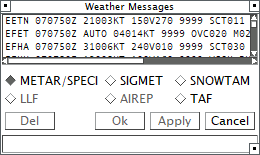 Weather Messages
EETN 070750Z 21003KT 150V270 9999 SCT011
EFET 070750Z AUTO 04014KT 9999 OVC020 M02
EFHA 070750Z 31006KT 240V010 9999 SCT030
METAR/SPECI SIGMET SNOWTAM
LLF AIREP TAF
Del Ok Apply Cancel